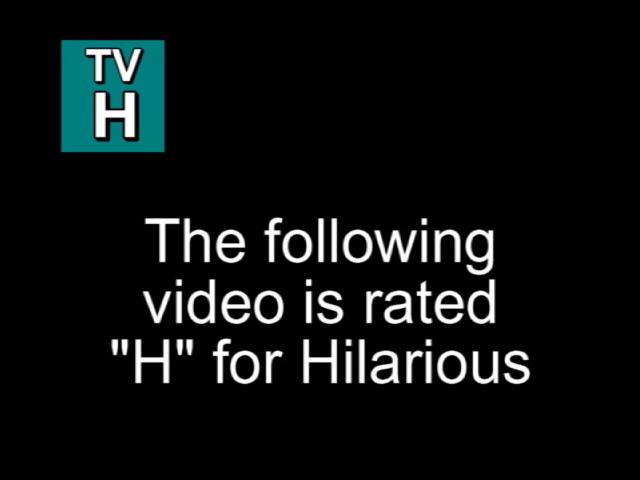 TV
H
The following
video is rated
"H" for Hilarious